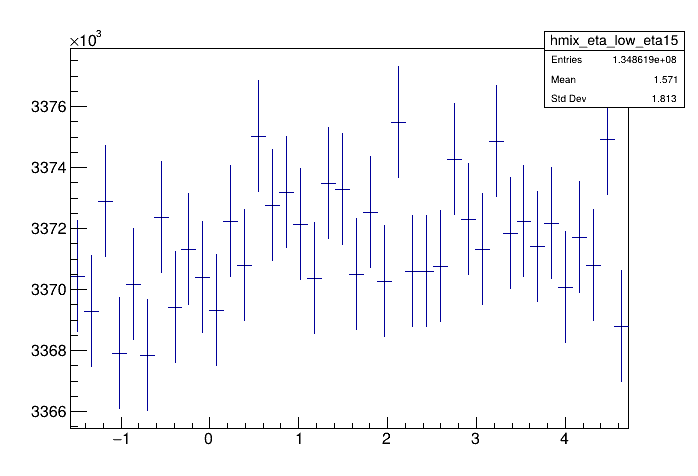 ×10³
hmix_eta_low_eta15
Entries 1.348619e+08
Mean 1.571
Std Dev 1.813
3376
3374
3372
3370
3368
3366
−1 0 1 2 3 4